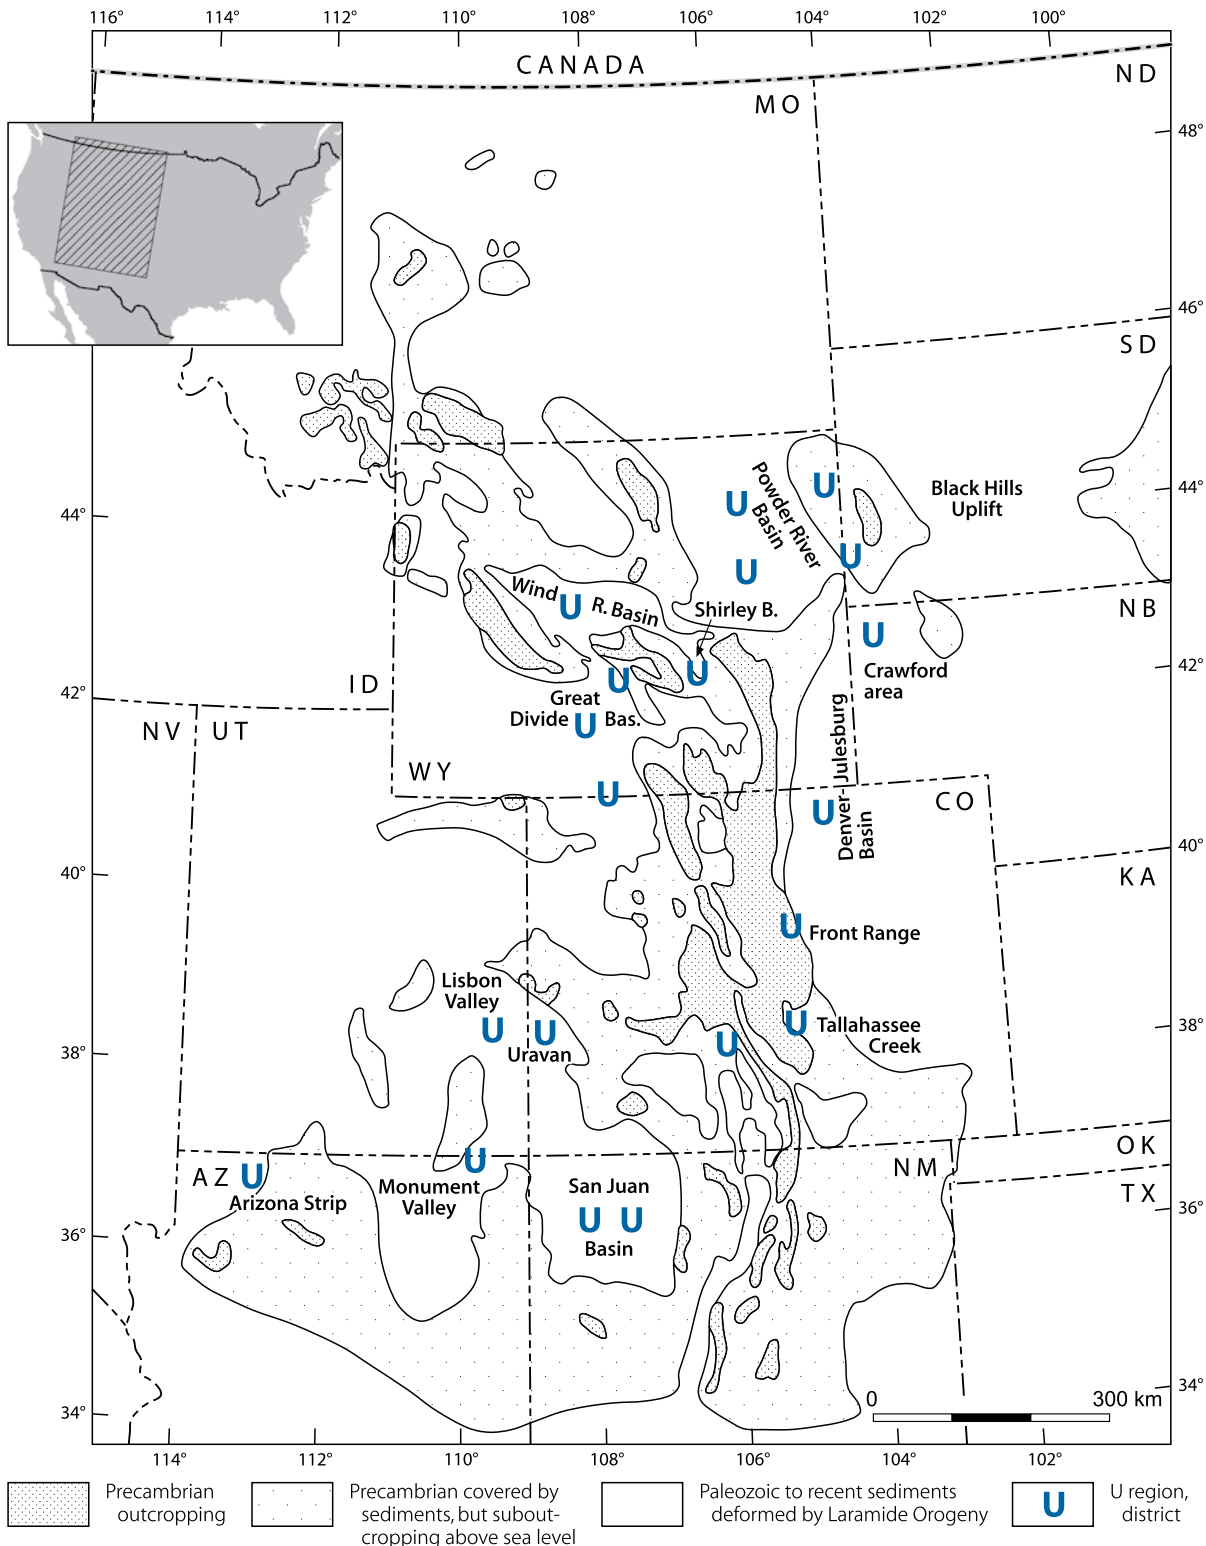 116° 114° 112° 110° 108° 106° 104° 102° 100°
CANADA
ND
MO
48°
46°
SD
44°
Black Hills
Uplift
Powder River
Basin
U
U
U
U
U
44°
Wind
R. Basin
U
Shirley B.
NB
U
Crawford
area
42°
U
U
Great
Divide
Bas.
U
ID
42°
NV
UT
WY
U
CO
U
Denver-Julesburg
Basin
40°
KA
40°
U
Front Range
Lisbon
Valley
U
U
Uravan
U
U
Tallahassee
Creek
38°
38°
OK
NM
TX
AZ
U
Arizona Strip
U
Monument
Valley
San Juan
U U
Basin
36°
36°
34°
34°
0 300 km
114° 112° 110° 108° 106° 104° 102°
Precambrian
outcropping
Precambrian covered by
sediments, but subout-
cropping above sea level
Paleozoic to recent sediments
deformed by Laramide Orogeny
U
U region,
district